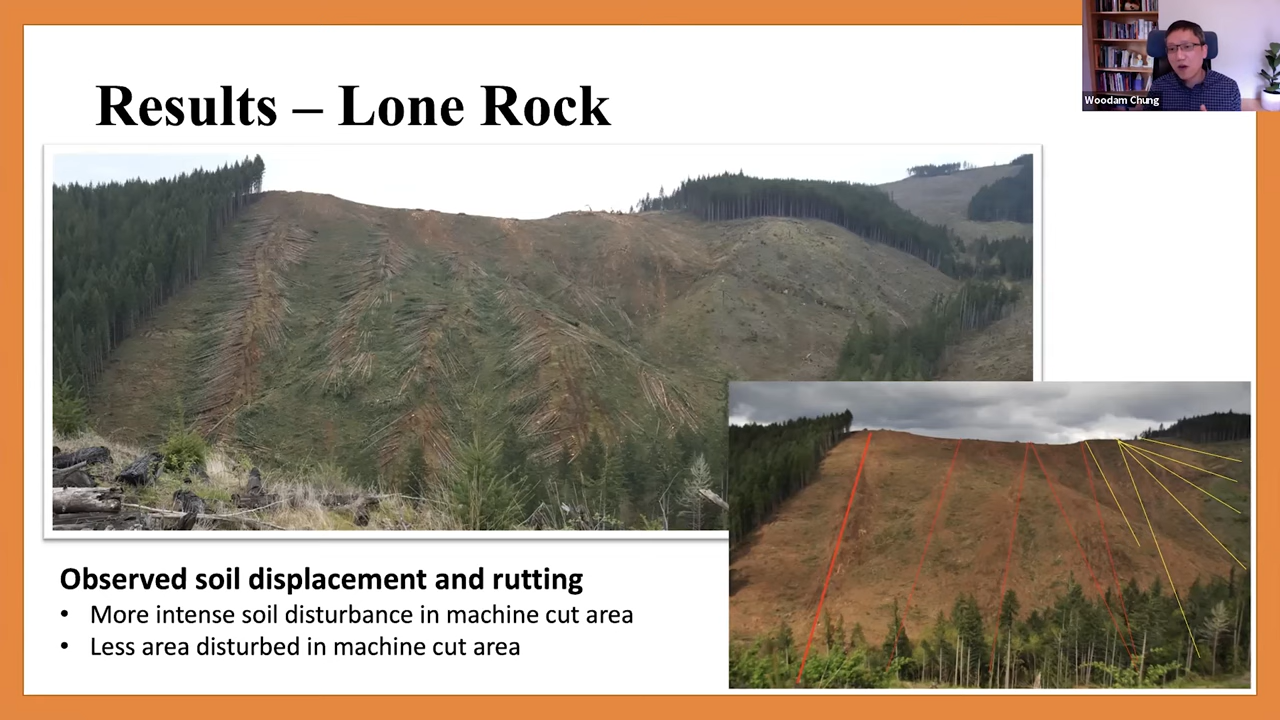 Woodam Chung
Results – Lone Rock
Observed soil displacement and rutting
• More intense soil disturbance in machine cut area
• Less area disturbed in machine cut area